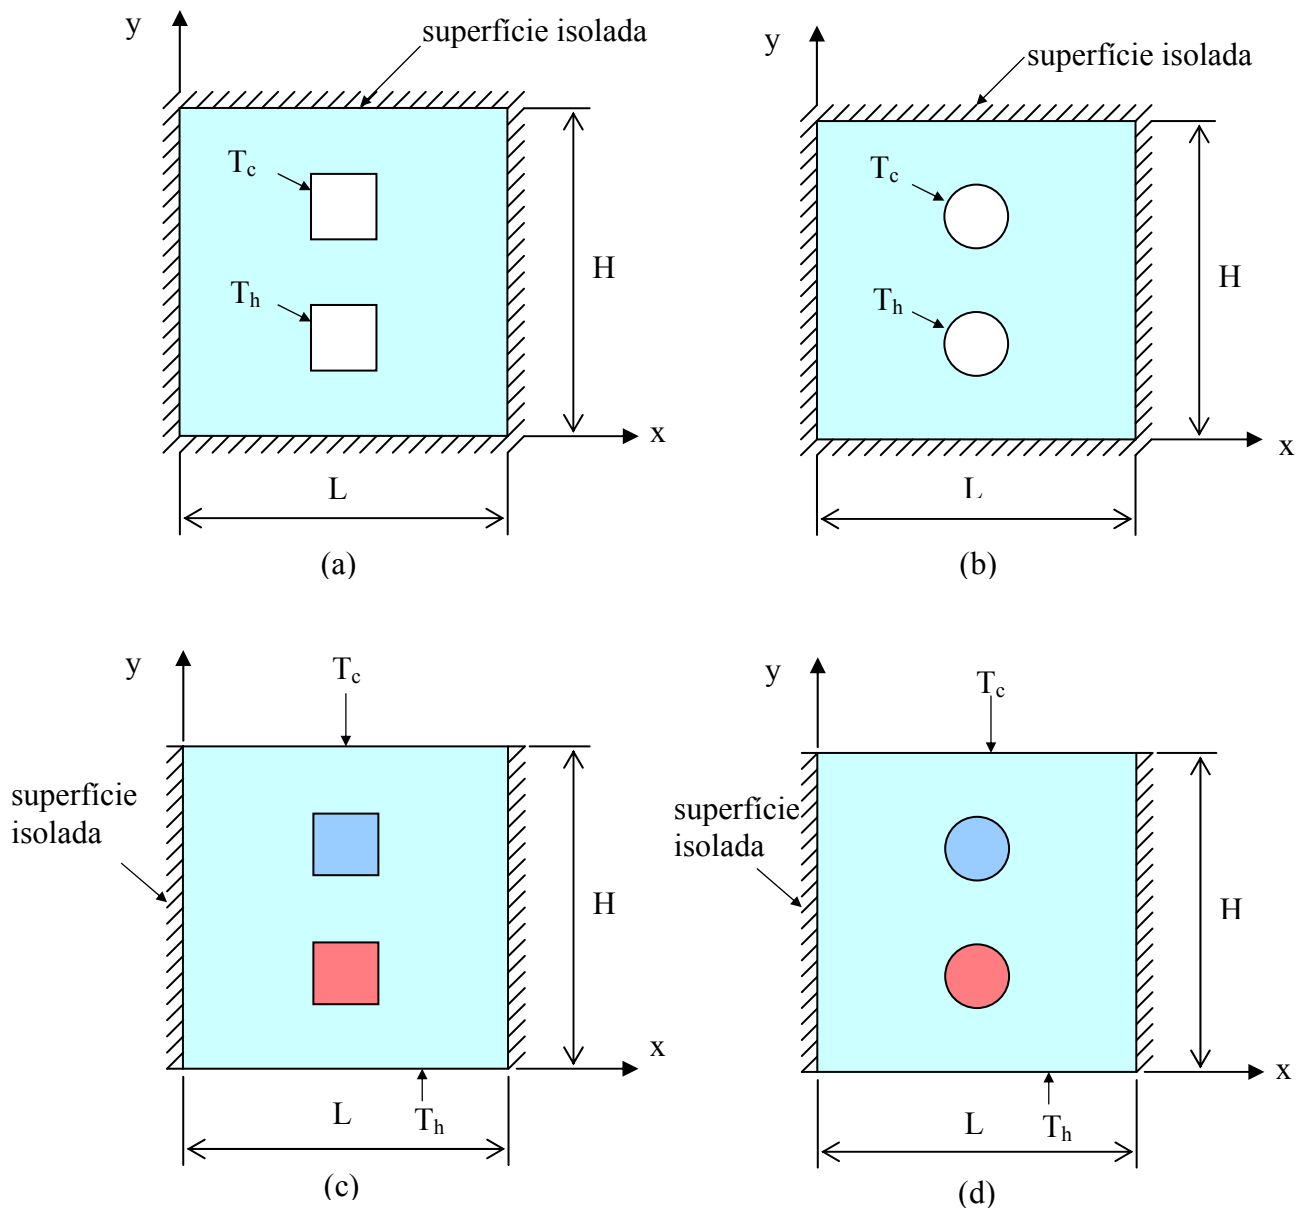 y
superfície isolada
T_c
T_h
H
x
L
(a)
y
superfície isolada
T_c
T_h
H
x
L
(b)
y
T_c
superfície
isolada
H
x
L
T_h
(c)
y
T_c
superfície
isolada
H
x
L
T_h
(d)